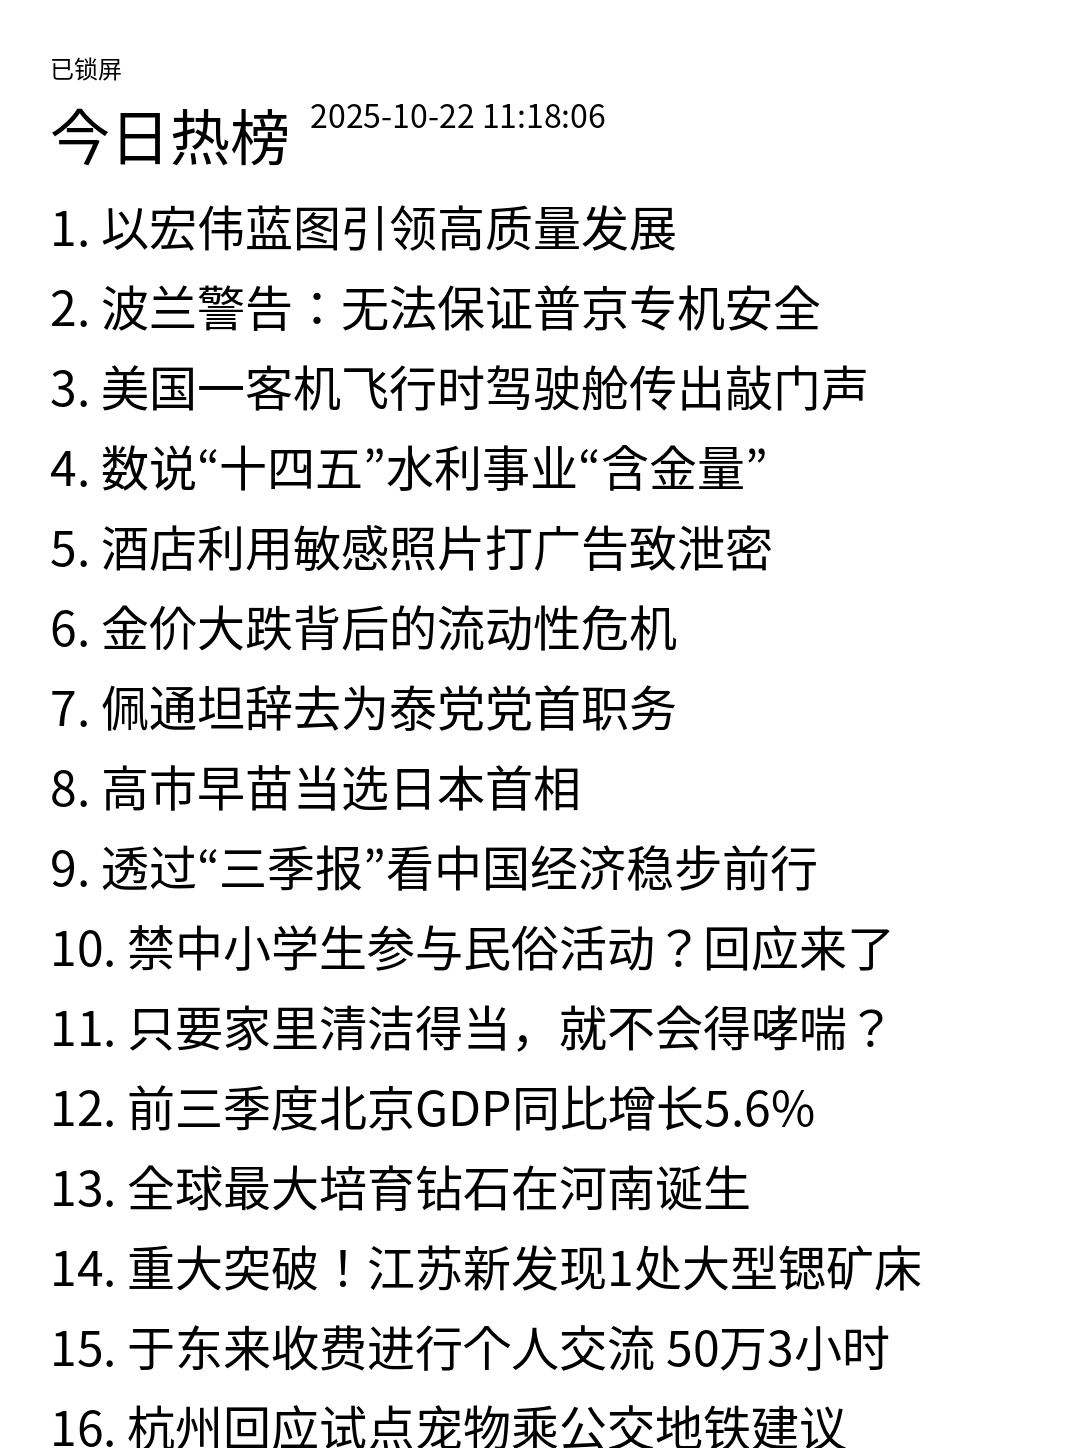 已锁屏
今日热榜 2025-10-22 11:18:06
1. 以宏伟蓝图引领高质量发展
2. 波兰警告：无法保证普京专机安全
3. 美国一客机飞行时驾驶舱传出敲门声
4. 数说“十四五”水利事业“含金量”
5. 酒店利用敏感照片打广告致泄密
6. 金价大跌背后的流动性危机
7. 佩通坦辞去为泰党党首职务
8. 高市早苗当选日本首相
9. 透过“三季报”看中国经济稳步前行
10. 禁中小学生参与民俗活动？回应来了
11. 只要家里清洁得当，就不会得哮喘？
12. 前三季度北京GDP同比增长5.6%
13. 全球最大培育钻石在河南诞生
14. 重大突破！江苏新发现1处大型锶矿床
15. 于东来收费进行个人交流 50万3小时
16. 杭州回应试点宠物乘公交地铁建议